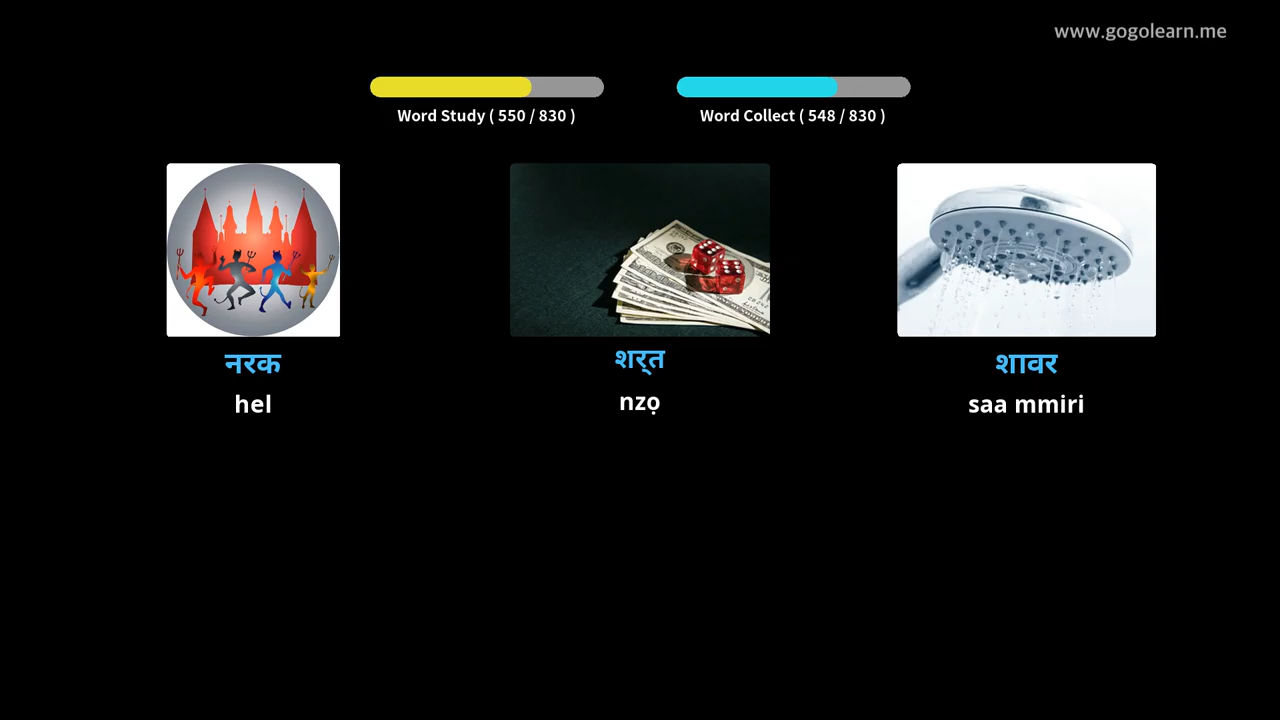 www.gogolearn.me
Word Study ( 550 / 830 )
Word Collect ( 548 / 830 )
नरक
hel
शर्त
nzọ
शावर
saa mmiri